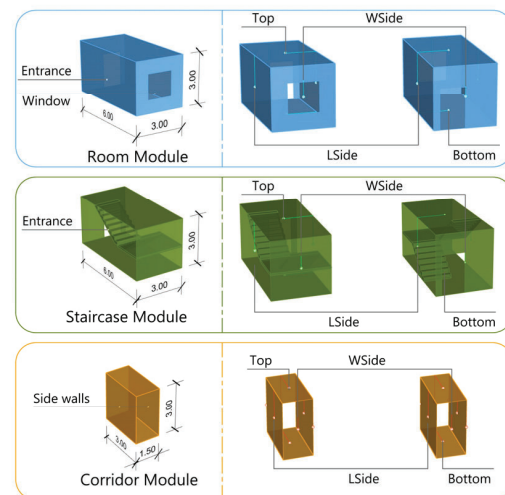 Top
WSide
Entrance
Window
3.00
6.00
3.00
Room Module
LSide
Bottom
Top
WSide
Entrance
3.00
6.00
3.00
Staircase Module
LSide
Bottom
Top
WSide
Side walls
3.00
3.00
1.50
Corridor Module
LSide
Bottom